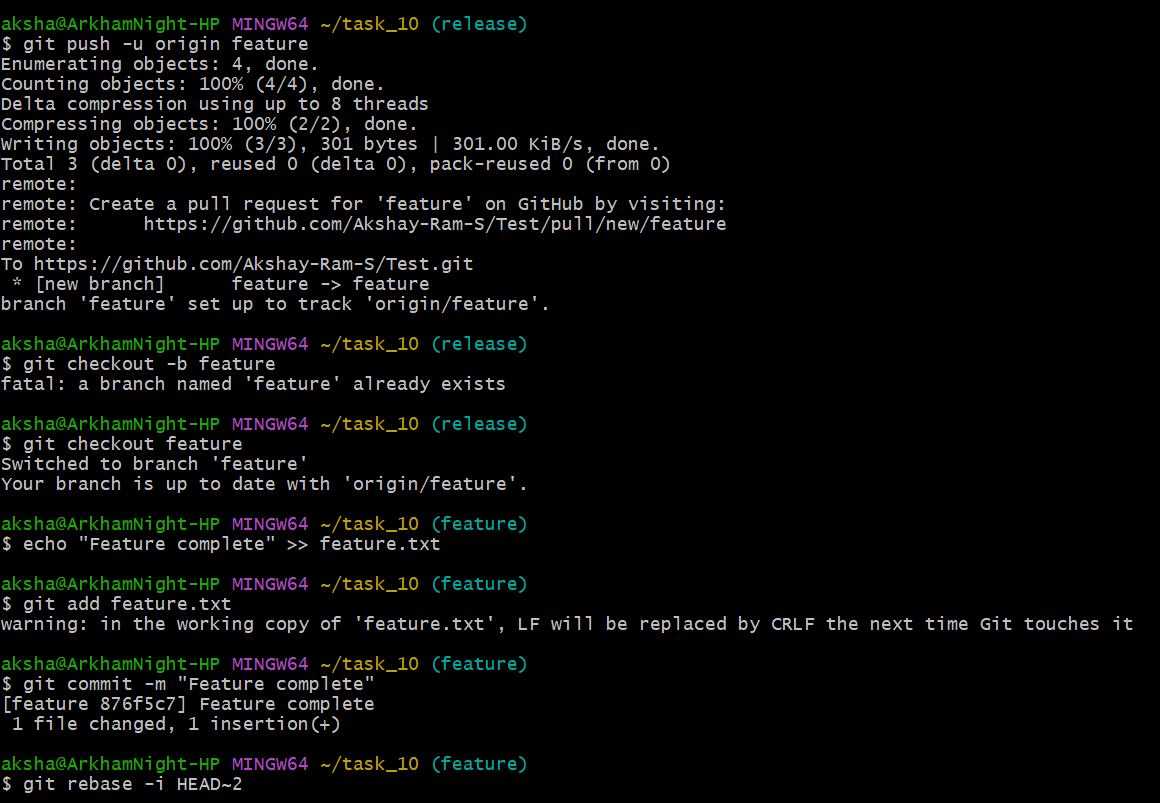 aksha@ArkhamNight-HP MINGW64 ~/task_10 (release)
$ git push -u origin feature
Enumerating objects: 4, done.
Counting objects: 100% (4/4), done.
Delta compression using up to 8 threads
Compressing objects: 100% (2/2), done.
Writing objects: 100% (3/3), 301 bytes | 301.00 KiB/s, done.
Total 3 (delta 0), reused 0 (delta 0), pack-reused 0 (from 0)
remote:
remote: Create a pull request for 'feature' on GitHub by visiting:
remote:      https://github.com/Akshay-Ram-S/Test/pull/new/feature
remote:
To https://github.com/Akshay-Ram-S/Test.git
 * [new branch]      feature -> feature
branch 'feature' set up to track 'origin/feature'.
aksha@ArkhamNight-HP MINGW64 ~/task_10 (release)
$ git checkout -b feature
fatal: a branch named 'feature' already exists
aksha@ArkhamNight-HP MINGW64 ~/task_10 (release)
$ git checkout feature
Switched to branch 'feature'
Your branch is up to date with 'origin/feature'.
aksha@ArkhamNight-HP MINGW64 ~/task_10 (feature)
$ echo "Feature complete" >> feature.txt
aksha@ArkhamNight-HP MINGW64 ~/task_10 (feature)
$ git add feature.txt
warning: in the working copy of 'feature.txt', LF will be replaced by CRLF the next time Git touches it
aksha@ArkhamNight-HP MINGW64 ~/task_10 (feature)
$ git commit -m "Feature complete"
[feature 876f5c7] Feature complete
 1 file changed, 1 insertion(+)
aksha@ArkhamNight-HP MINGW64 ~/task_10 (feature)
$ git rebase -i HEAD~2